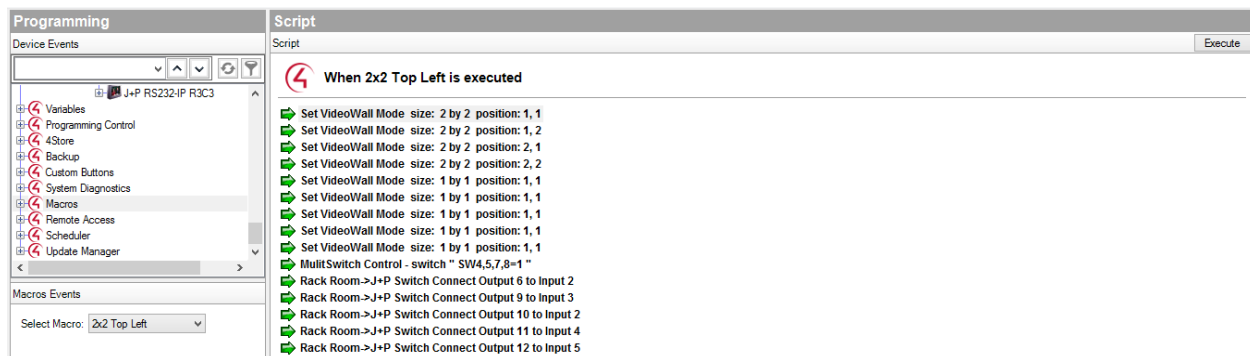 Programming
Device Events
J+P RS232-IP R3C3
Variables
Programming Control
4Store
Backup
Custom Buttons
System Diagnostics
Macros
Remote Access
Scheduler
Update Manager
Macros Events
Select Macro: 2x2 Top Left
Script
Script
Execute
When 2x2 Top Left is executed
Set VideoWall Mode size: 2 by 2 position: 1, 1
Set VideoWall Mode size: 2 by 2 position: 1, 2
Set VideoWall Mode size: 2 by 2 position: 2, 1
Set VideoWall Mode size: 2 by 2 position: 2, 2
Set VideoWall Mode size: 1 by 1 position: 1, 1
Set VideoWall Mode size: 1 by 1 position: 1, 1
Set VideoWall Mode size: 1 by 1 position: 1, 1
Set VideoWall Mode size: 1 by 1 position: 1, 1
Set VideoWall Mode size: 1 by 1 position: 1, 1
MulitSwitch Control - switch " SW4,5,7,8=1 "
Rack Room->J+P Switch Connect Output 6 to Input 2
Rack Room->J+P Switch Connect Output 9 to Input 3
Rack Room->J+P Switch Connect Output 10 to Input 2
Rack Room->J+P Switch Connect Output 11 to Input 4
Rack Room->J+P Switch Connect Output 12 to Input 5